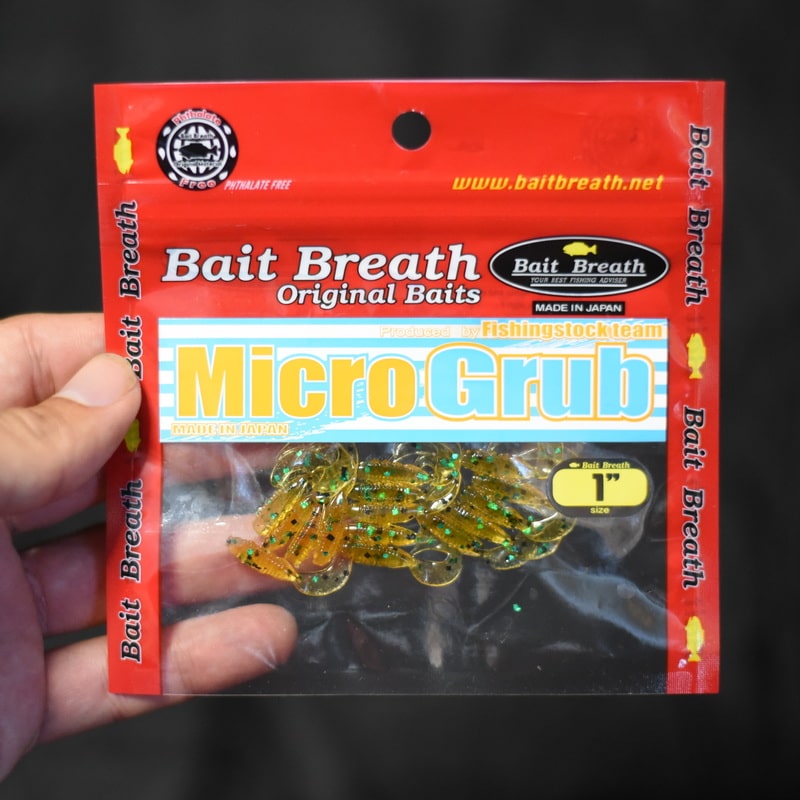 Phthalate
Bait Breath
Free
PHTHALATE FREE
www.baitbreath.net
Bait Breath
Original Baits
Bait Breath
YOUR BEST FISHING ADVISER
MADE IN JAPAN
Produced by Fishingstock team
Micro Grub
MADE IN JAPAN
Bait Breath
1”
size
Bait Breath
Bait Breath
Bait Breath
Bait Breath
Bait Breath